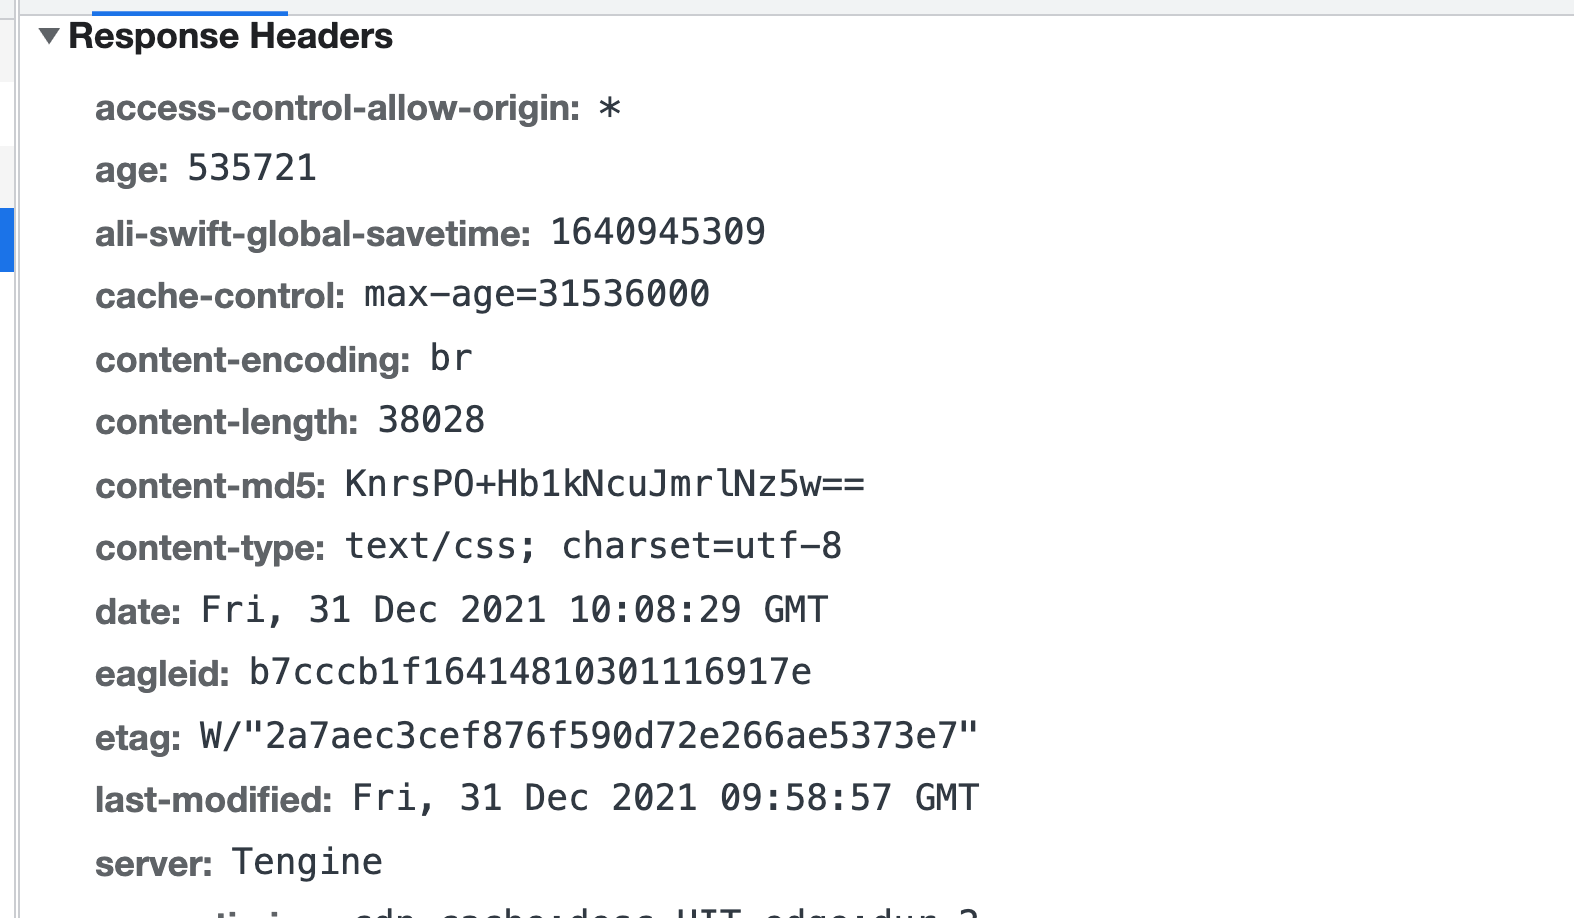 Response Headers
access-control-allow-origin: *
age: 535721
ali-swift-global-savetime: 1640945309
cache-control: max-age=31536000
content-encoding: br
content-length: 38028
content-md5: KnrsPO+Hb1kNcuJmrlNz5w==
content-type: text/css; charset=utf-8
date: Fri, 31 Dec 2021 10:08:29 GMT
eagleid: b7cccb1f16414810301116917e
etag: W/"2a7aec3cef876f590d72e266ae5373e7"
last-modified: Fri, 31 Dec 2021 09:58:57 GMT
server: Tengine